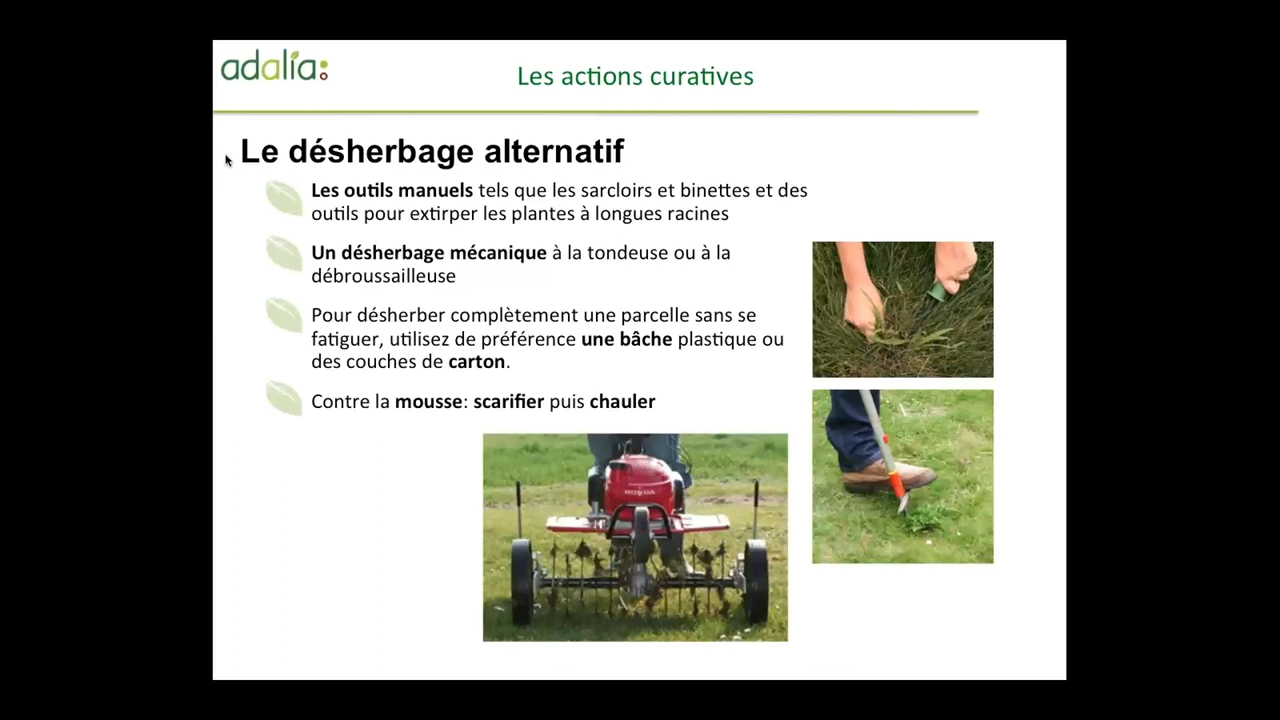 adalia
Les actions curatives
Le désherbage alternatif
Les outils manuels tels que les sarcloirs et binettes et des
outils pour extirper les plantes à longues racines
Un désherbage mécanique à la tondeuse ou à la
débroussailleuse
Pour désherber complètement une parcelle sans se
fatiguer, utilisez de préférence une bâche plastique ou
des couches de carton.
Contre la mousse: scarifier puis chauler
HONDA